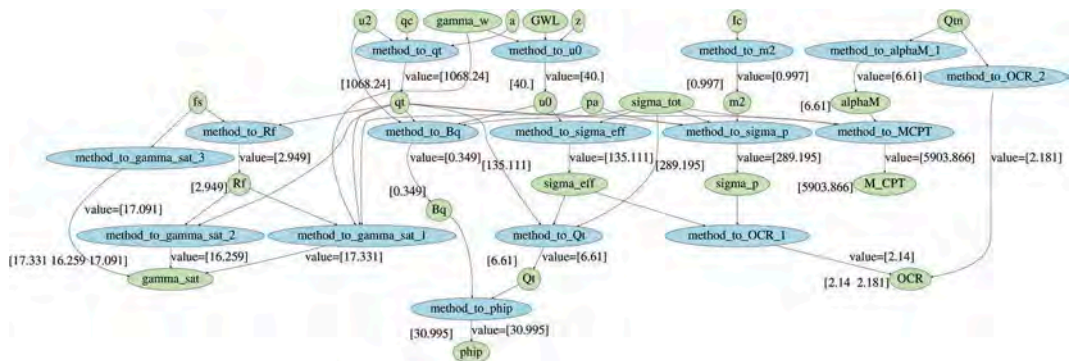 u2 qc gamma_w a GWL z Ic Qtn
method_to_qt method_to_u0 method_to_m2 method_to_alphaM_1
method_to_OCR_2
[1068.24] value=[1068.24] [40.] value=[40.] [0.997] value=[0.997] value=[6.61]
fs qt u0 pa sigma_tot m2 [6.61] alphaM
method_to_Rf method_to_Bq method_to_sigma_eff method_to_sigma_p method_to_MCPT
method_to_gamma_sat_3 value=[2.949] value=[0.349] [135.111] value=[135.111] [289.195] value=[289.195] value=[5903.866] value=[2.181]
[2.949] Rf [0.349] sigma_eff sigma_p [5903.866] M_CPT
value=[17.091] Bq
method_to_gamma_sat_2 method_to_gamma_sat_1 method_to_Qt method_to_OCR_1
[17.331 16.259 17.091] value=[16.259] value=[17.331] [6.61] value=[6.61] value=[2.14]
gamma_sat Qt [2.14 2.181] OCR
method_to_phip
[30.995] value=[30.995]
phip